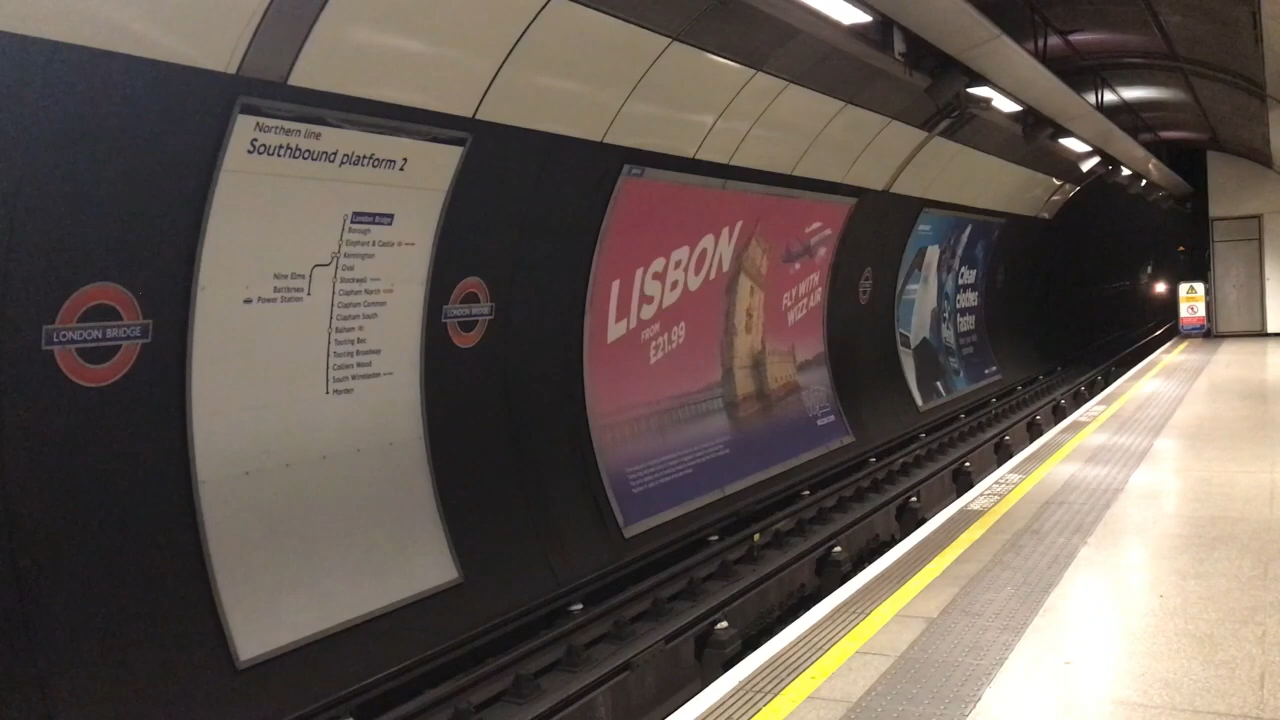 Northern line
Southbound platform 2
London Bridge
Borough
Elephant & Castle
Kennington
Oval
Stockwell
Clapham North
Clapham Common
Clapham South
Balham
Tooting Bec
Tooting Broadway
Colliers Wood
South Wimbledon
Morden
Nine Elms
Battersea
Power Station
LONDON BRIDGE
LONDON BRIDGE
LISBON
FROM
£21.99
FLY WITH
WIZZ AIR
Clean
clothes
faster